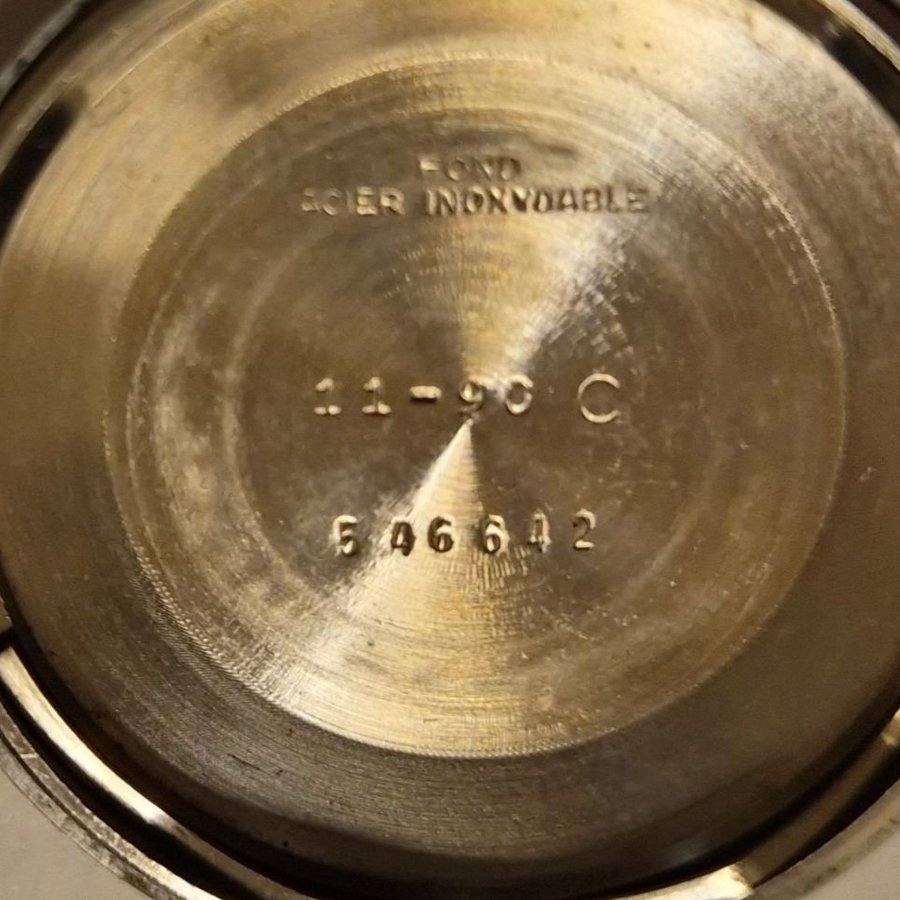 FOND
ACIER INOXYDABLE
11-90 C
546642